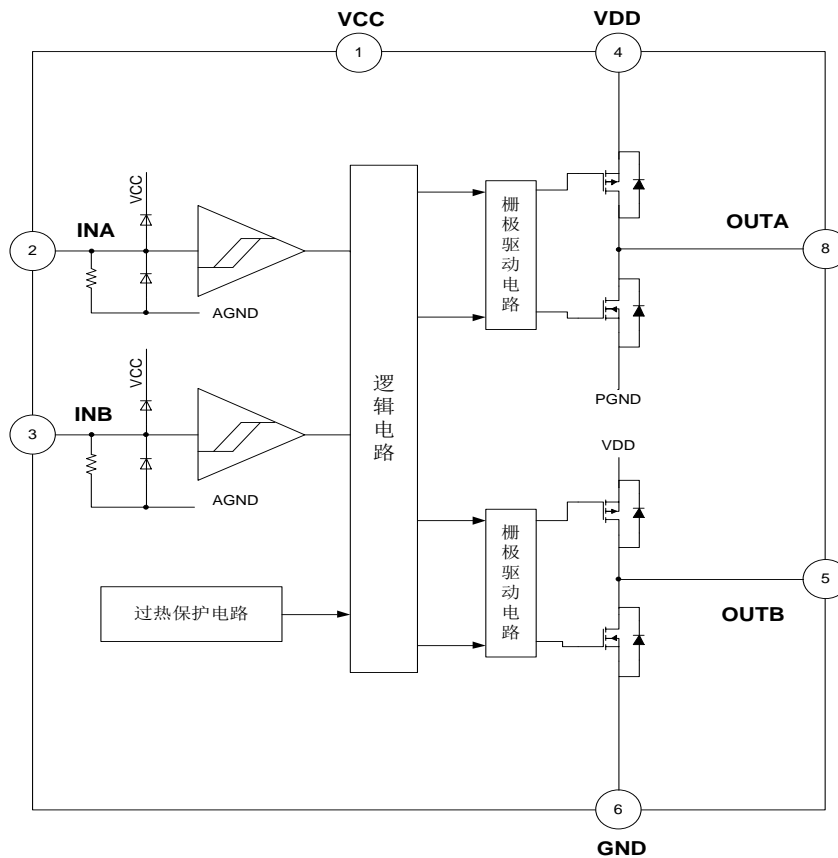 VCC
VDD
1
4
VCC
INA
2
AGND
栅极驱动电路
OUTA
8
PGND
VCC
INB
3
AGND
逻辑电路
VDD
栅极驱动电路
5
OUTB
过热保护电路
6
GND